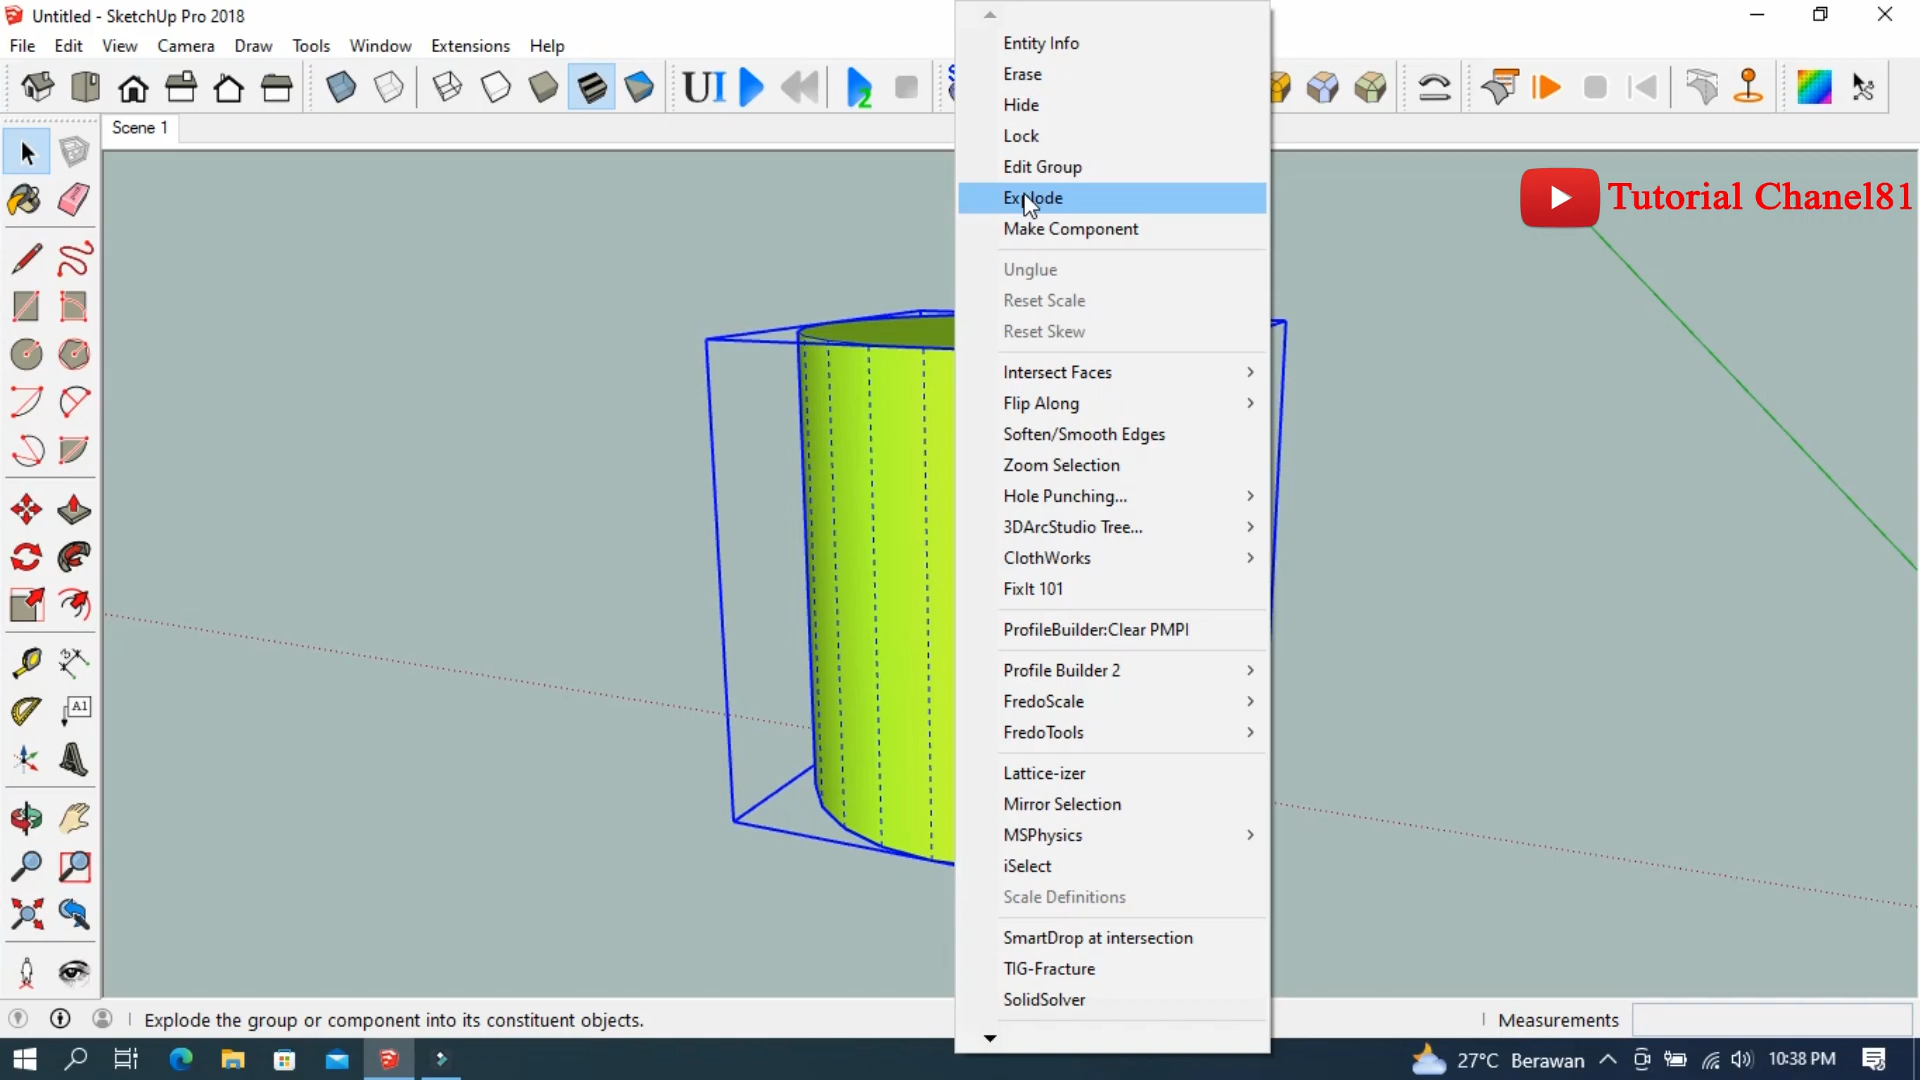 Untitled - SketchUp Pro 2018
File Edit View Camera Draw Tools Window Extensions Help
UI 2
Scene 1
Entity Info
Erase
Hide
Lock
Edit Group
Explode
Make Component
Unglue
Reset Scale
Reset Skew
Intersect Faces
Flip Along
Soften/Smooth Edges
Zoom Selection
Hole Punching...
3DArcStudio Tree...
ClothWorks
FixIt 101
ProfileBuilder:Clear PMPI
Profile Builder 2
FredoScale
FredoTools
Lattice-izer
Mirror Selection
MSPhysics
iSelect
Scale Definitions
SmartDrop at intersection
TIG-Fracture
SolidSolver
Tutorial Chanel81
A1
Explode the group or component into its constituent objects.
Measurements
27°C Berawan
10:38 PM